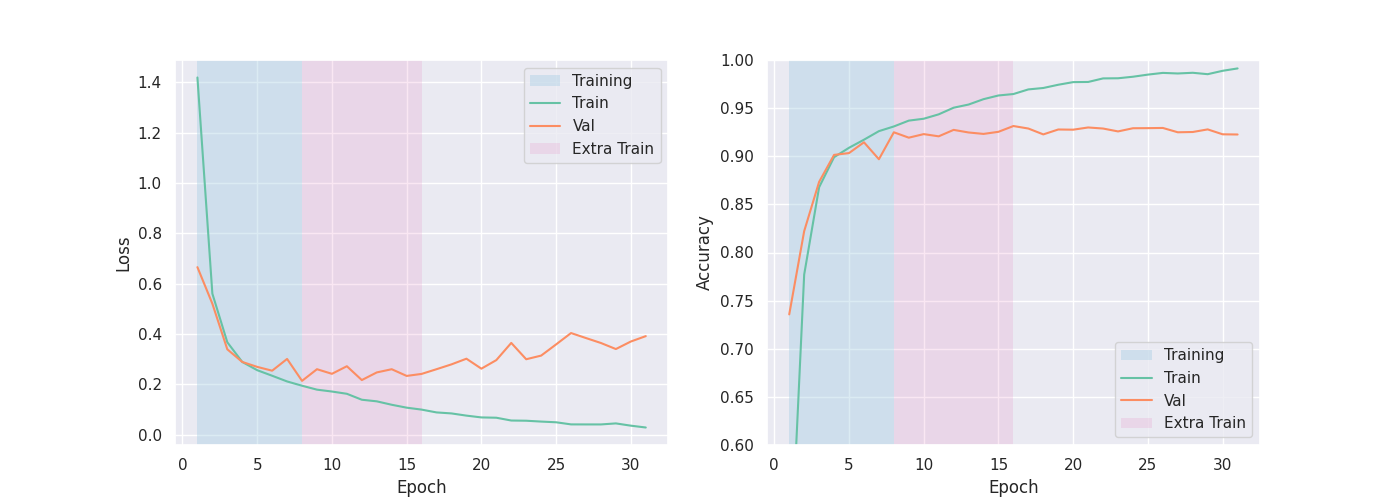 1.4
1.2
1.0
0.8
0.6
0.4
0.2
0.0
Loss
0 5 10 15 20 25 30
Epoch
Training
Train
Val
Extra Train
1.00
0.95
0.90
0.85
0.80
0.75
0.70
0.65
0.60
Accuracy
0 5 10 15 20 25 30
Epoch
Training
Train
Val
Extra Train